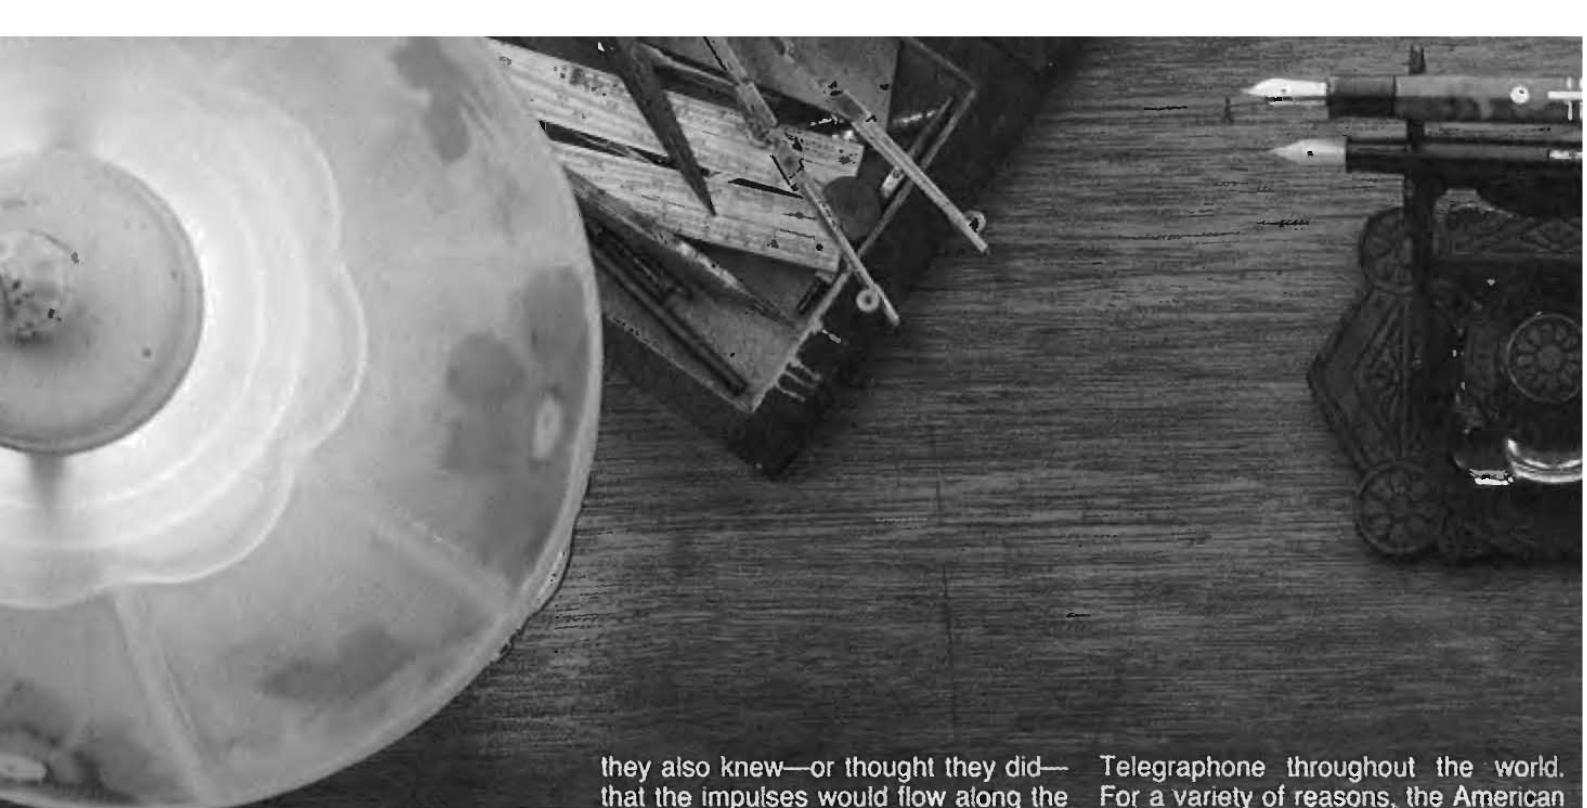 they also knew—or thought they did—
that the impulses would flow along the
Telegraphone throughout the world.
For a variety of reasons, the American